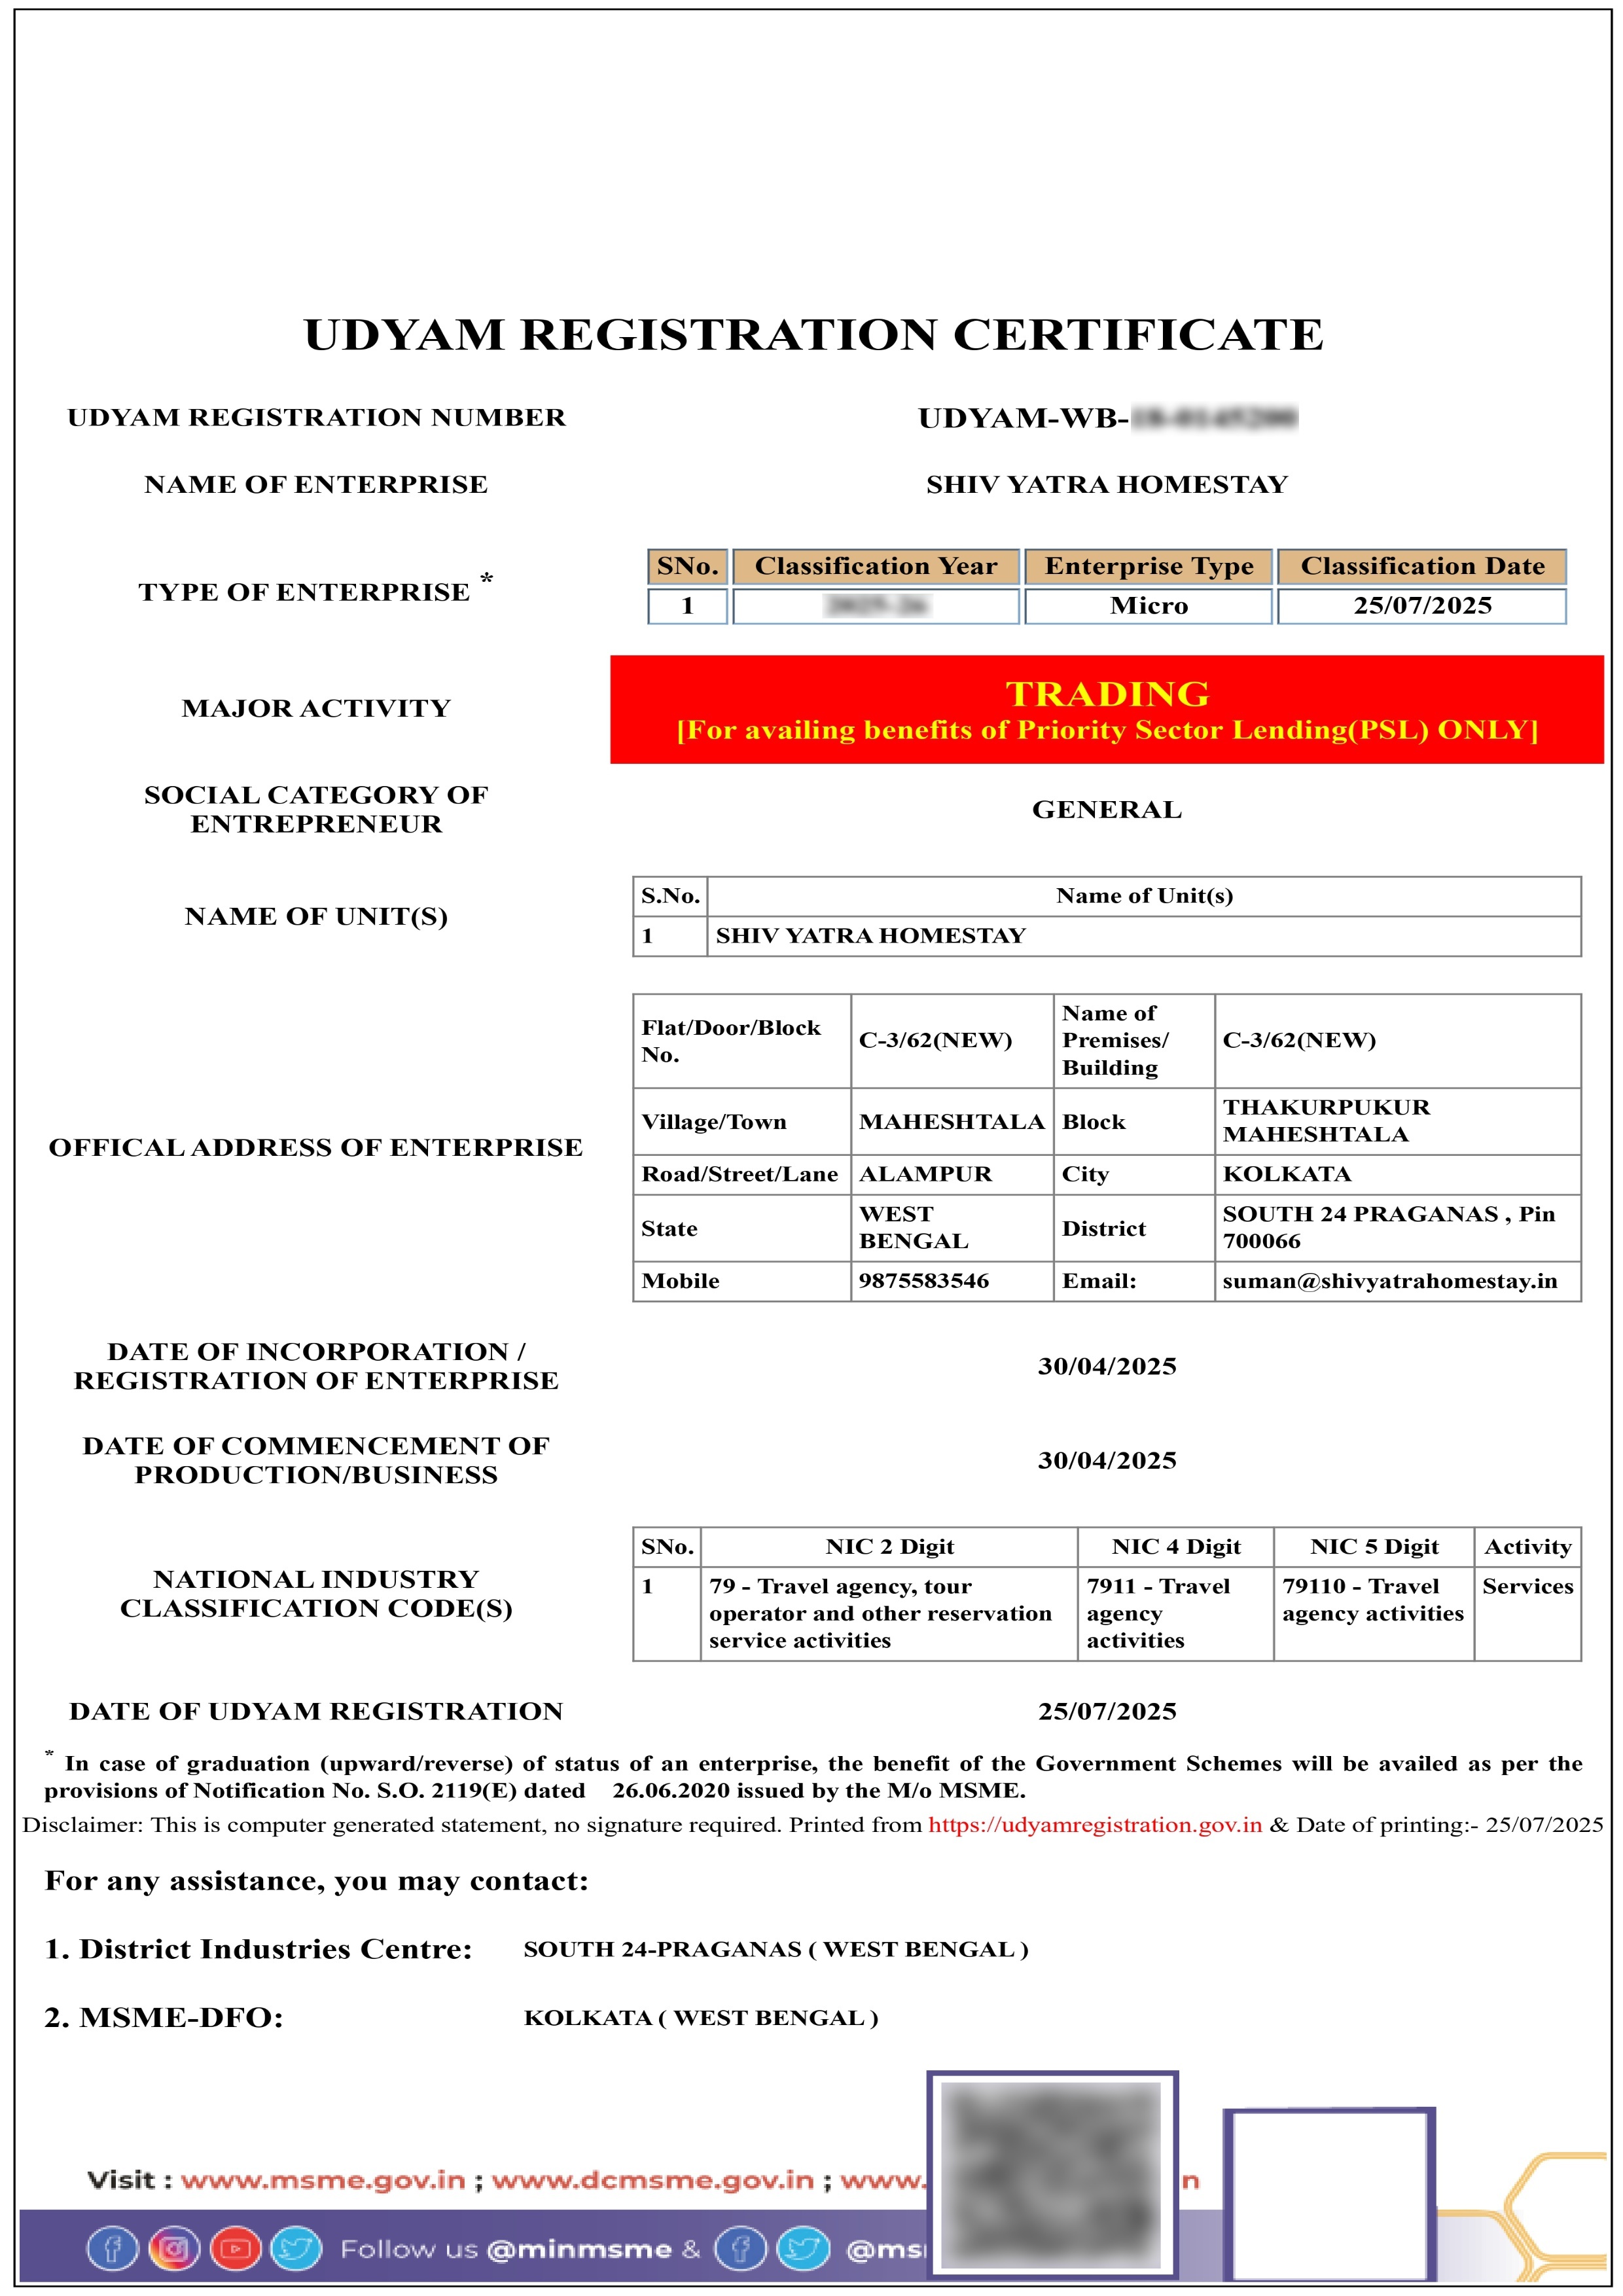 UDYAM REGISTRATION CERTIFICATE
UDYAM REGISTRATION NUMBER
UDYAM-WB-
NAME OF ENTERPRISE
SHIV YATRA HOMESTAY
TYPE OF ENTERPRISE *
SNo. Classification Year Enterprise Type Classification Date
1 Micro 25/07/2025
MAJOR ACTIVITY
TRADING
[For availing benefits of Priority Sector Lending(PSL) ONLY]
SOCIAL CATEGORY OF
ENTREPRENEUR
GENERAL
NAME OF UNIT(S)
S.No. Name of Unit(s)
1 SHIV YATRA HOMESTAY
OFFICAL ADDRESS OF ENTERPRISE
Flat/Door/Block
No.
C-3/62(NEW)
Name of
Premises/
Building
C-3/62(NEW)
Village/Town
MAHESHTALA
Block
THAKURPUKUR
MAHESHTALA
Road/Street/Lane
ALAMPUR
City
KOLKATA
State
WEST
BENGAL
District
SOUTH 24 PRAGANAS , Pin
700066
Mobile
9875583546
Email:
suman@shivyatrahomestay.in
DATE OF INCORPORATION /
REGISTRATION OF ENTERPRISE
30/04/2025
DATE OF COMMENCEMENT OF
PRODUCTION/BUSINESS
30/04/2025
NATIONAL INDUSTRY
CLASSIFICATION CODE(S)
SNo. NIC 2 Digit NIC 4 Digit NIC 5 Digit Activity
1
79 - Travel agency, tour
operator and other reservation
service activities
7911 - Travel
agency
activities
79110 - Travel
agency activities
Services
DATE OF UDYAM REGISTRATION
25/07/2025
* In case of graduation (upward/reverse) of status of an enterprise, the benefit of the Government Schemes will be availed as per the
provisions of Notification No. S.O. 2119(E) dated 26.06.2020 issued by the M/o MSME.
Disclaimer: This is computer generated statement, no signature required. Printed from https://udyamregistration.gov.in & Date of printing:- 25/07/2025
For any assistance, you may contact:
1. District Industries Centre: SOUTH 24-PRAGANAS ( WEST BENGAL )
2. MSME-DFO: KOLKATA ( WEST BENGAL )
Visit : www.msme.gov.in ; www.dcmsme.gov.in ; www.
Follow us @minmsme &